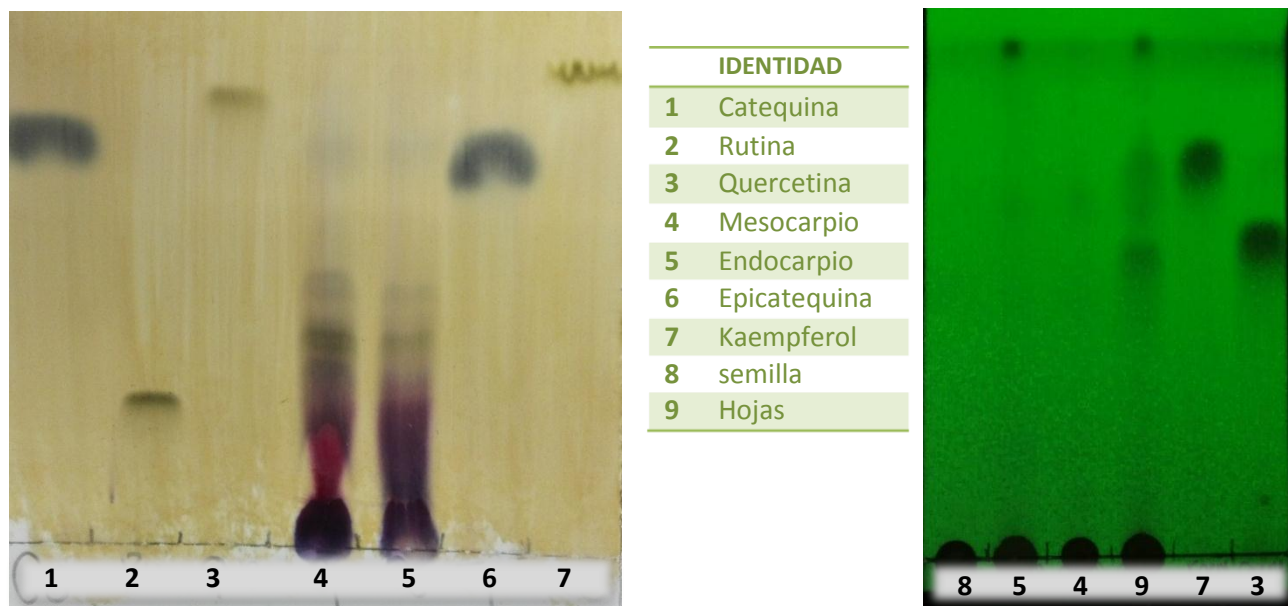 IDENTIDAD
1 Catequina
2 Rutina
3 Quercetina
4 Mesocarpio
5 Endocarpio
6 Epicatequina
7 Kaempferol
8 semilla
9 Hojas
1 2 3 4 5 6 7
8 5 4 9 7 3